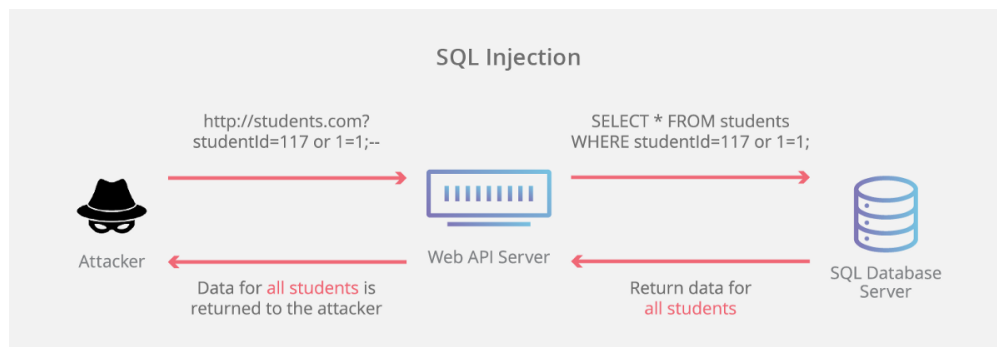 SQL Injection
http://students.com?
studentId=117 or 1=1;--
SELECT * FROM students
WHERE studentId=117 or 1=1;
Attacker
Web API Server
SQL Database
Server
Data for all students is
returned to the attacker
Return data for
all students